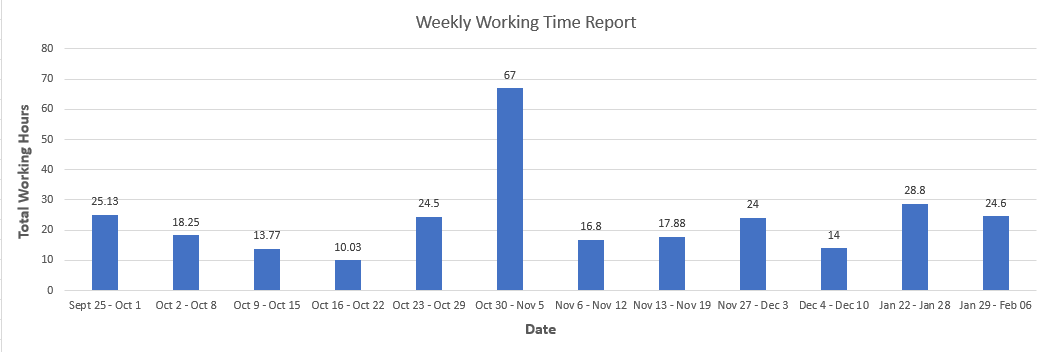 Weekly Working Time Report
80
70
60
50
40
30
20
10
0
Total Working Hours
25.13
18.25
13.77
10.03
24.5
67
16.8
17.88
24
14
28.8
24.6
Sept 25 - Oct 1
Oct 2 - Oct 8
Oct 9 - Oct 15
Oct 16 - Oct 22
Oct 23 - Oct 29
Oct 30 - Nov 5
Nov 6 - Nov 12
Nov 13 - Nov 19
Nov 27 - Dec 3
Dec 4 - Dec 10
Jan 22 - Jan 28
Jan 29 - Feb 06
Date